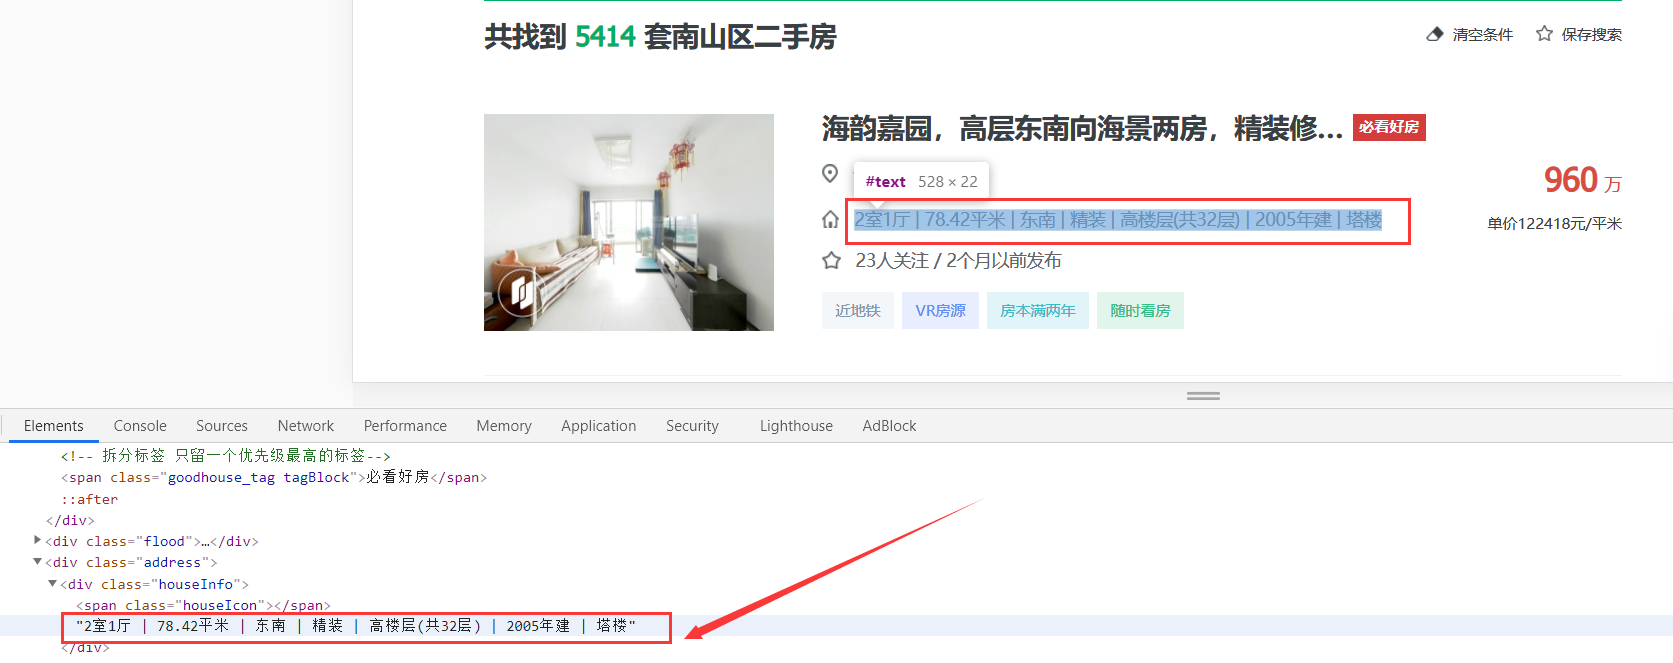 共找到 5414 套南山区二手房
清空条件
保存搜索
海韵嘉园，高层东南向海景两房，精装修... 必看好房
#text 528 × 22
960 万
2室1厅 | 78.42平米 | 东南 | 精装 | 高楼层(共32层) | 2005年建 | 塔楼
单价122418元/平米
23人关注 / 2个月以前发布
近地铁 VR房源 房本满两年 随时看房
Elements Console Sources Network Performance Memory Application Security Lighthouse AdBlock
<!-- 拆分标签 只留一个优先级最高的标签-->
<span class="goodhouse_tag tagBlock">必看好房</span>
::after
</div>
<div class="flood">…</div>
<div class="address">
<div class="houseInfo">
<span class="houseIcon"></span>
"2室1厅 | 78.42平米 | 东南 | 精装 | 高楼层(共32层) | 2005年建 | 塔楼"
</div>